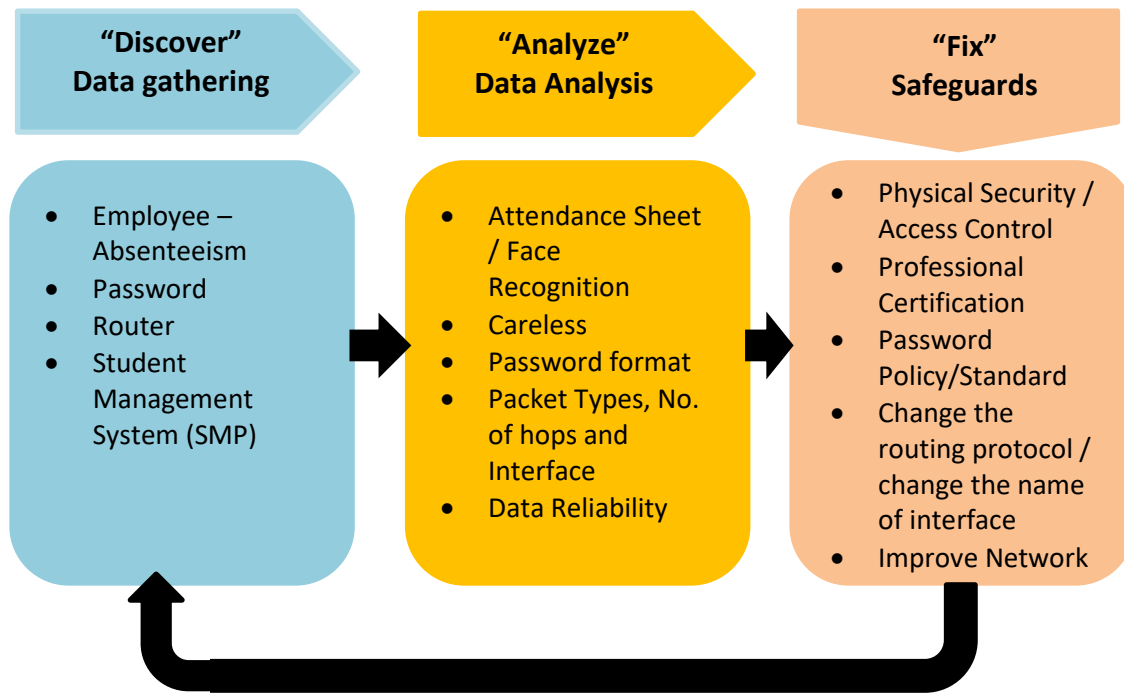 “Discover”
Data gathering
“Analyze”
Data Analysis
“Fix”
Safeguards
• Employee –
Absenteeism
• Password
• Router
• Student
Management
System (SMP)
• Attendance Sheet
/ Face
Recognition
• Careless
• Password format
• Packet Types, No.
of hops and
Interface
• Data Reliability
• Physical Security /
Access Control
• Professional
Certification
• Password
Policy/Standard
• Change the
routing protocol /
change the name
of interface
• Improve Network